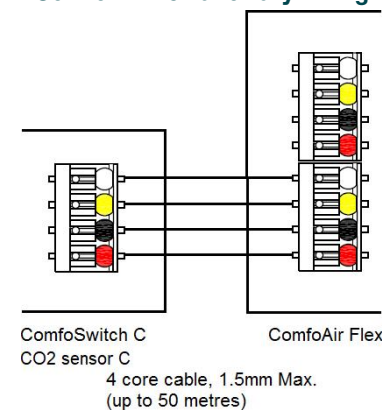 ComfoSwitch C
ComfoAir Flex
CO2 sensor C
4 core cable, 1.5mm Max.
(up to 50 metres)